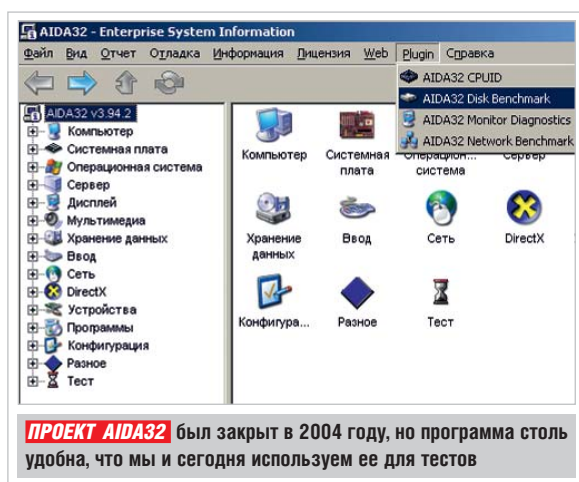 AIDA32 - Enterprise System Information
Файл Вид Отчет Отладка Информация Лицензия Web Plugin Справка
AIDA32 CPUID
AIDA32 Disk Benchmark
AIDA32 Monitor Diagnostics
AIDA32 Network Benchmark
AIDA32 v3.94.2
Компьютер
Системная плата
Операционная система
Сервер
Дисплей
Мультимедиа
Хранение данных
Ввод
Сеть
DirectX
Устройства
Программы
Конфигурация
Разное
Тест
Компьютер
Системная плата
Операцион... система
Сервер
Хранение данных
Ввод
Сеть
DirectX
Конфигура...
Разное
Тест
ПРОЕКТ AIDA32 был закрыт в 2004 году, но программа столь
удобна, что мы и сегодня используем ее для тестов